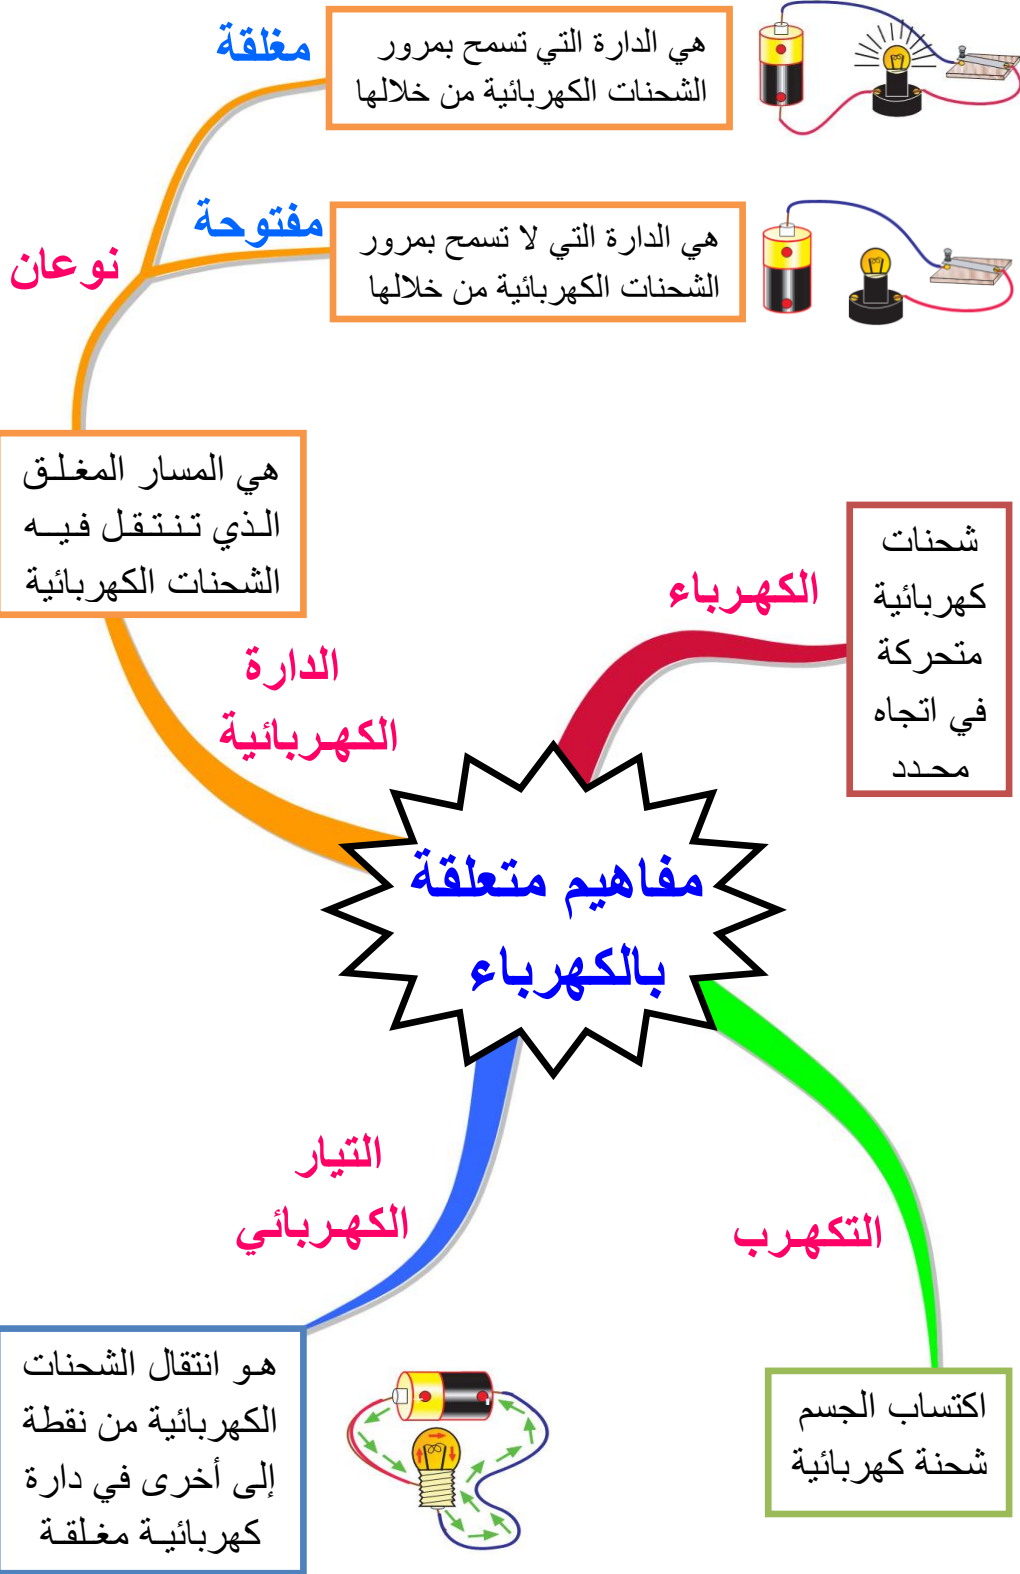 مغلقة
هي الدارة التي تسمح بمرور
الشحنات الكهربائية من خلالها
مفتوحة
هي الدارة التي لا تسمح بمرور
الشحنات الكهربائية من خلالها
نوعان
هي المسار المغلق
الذي تنتقل فيه
الشحنات الكهربائية
الدارة
الكهربائية
الكهرباء
شحنات
كهربائية
متحركة
في اتجاه
محدد
مفاهيم متعلقة
بالكهرباء
التيار
الكهربائي
هو انتقال الشحنات
الكهربائية من نقطة
إلى أخرى في دارة
كهربائية مغلقة
التكهرب
اكتساب الجسم
شحنة كهربائية